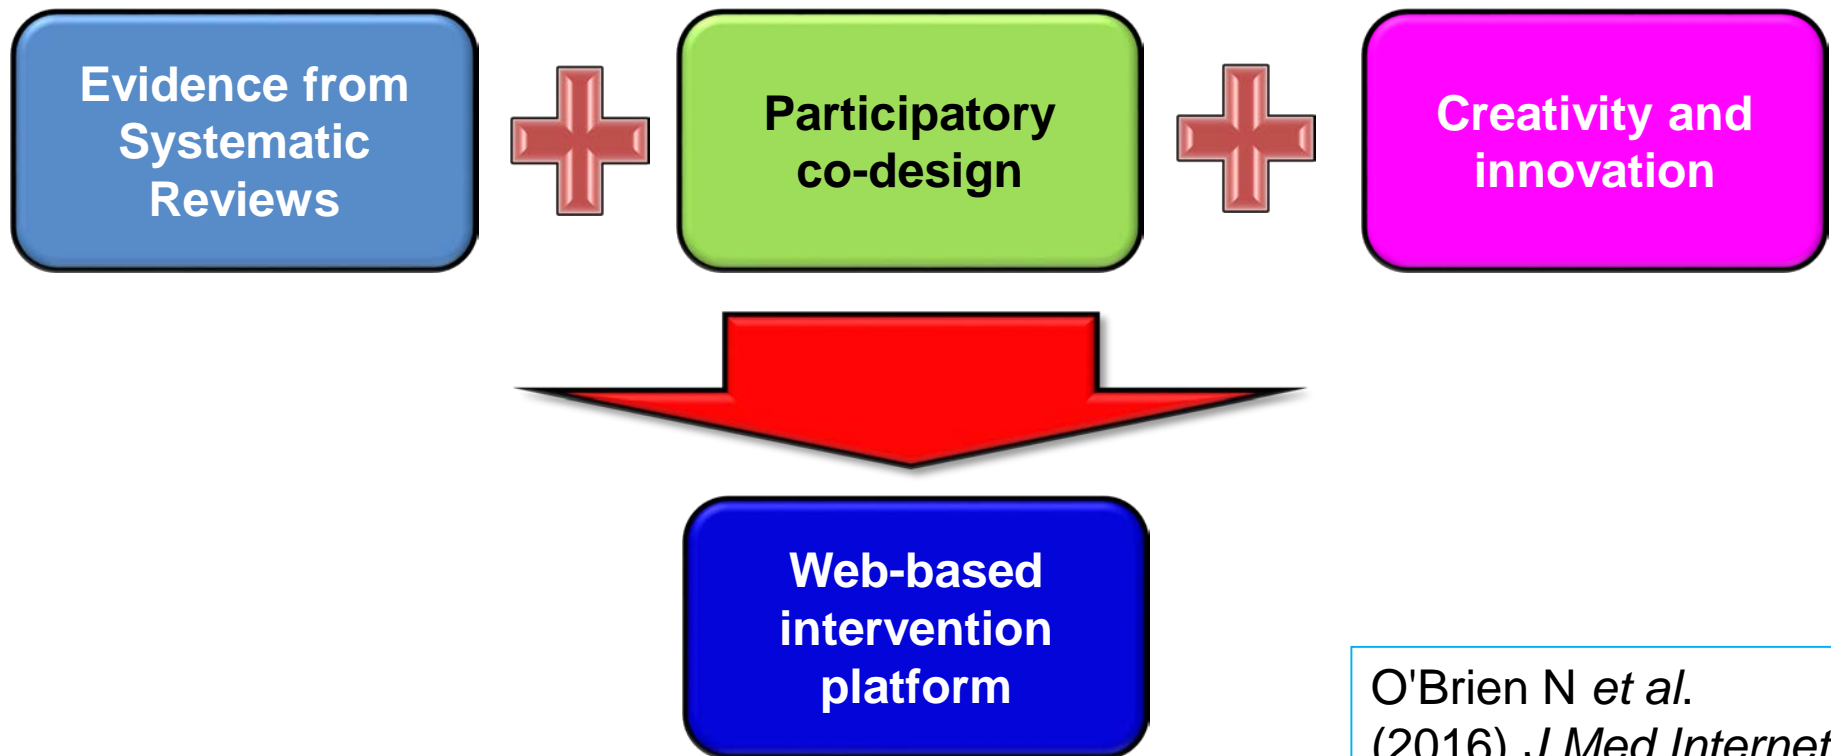 Evidence from
Systematic
Reviews
Participatory
co-design
Creativity and
innovation
Web-based
intervention
platform
O'Brien N et al.
(2016) J Med Internet